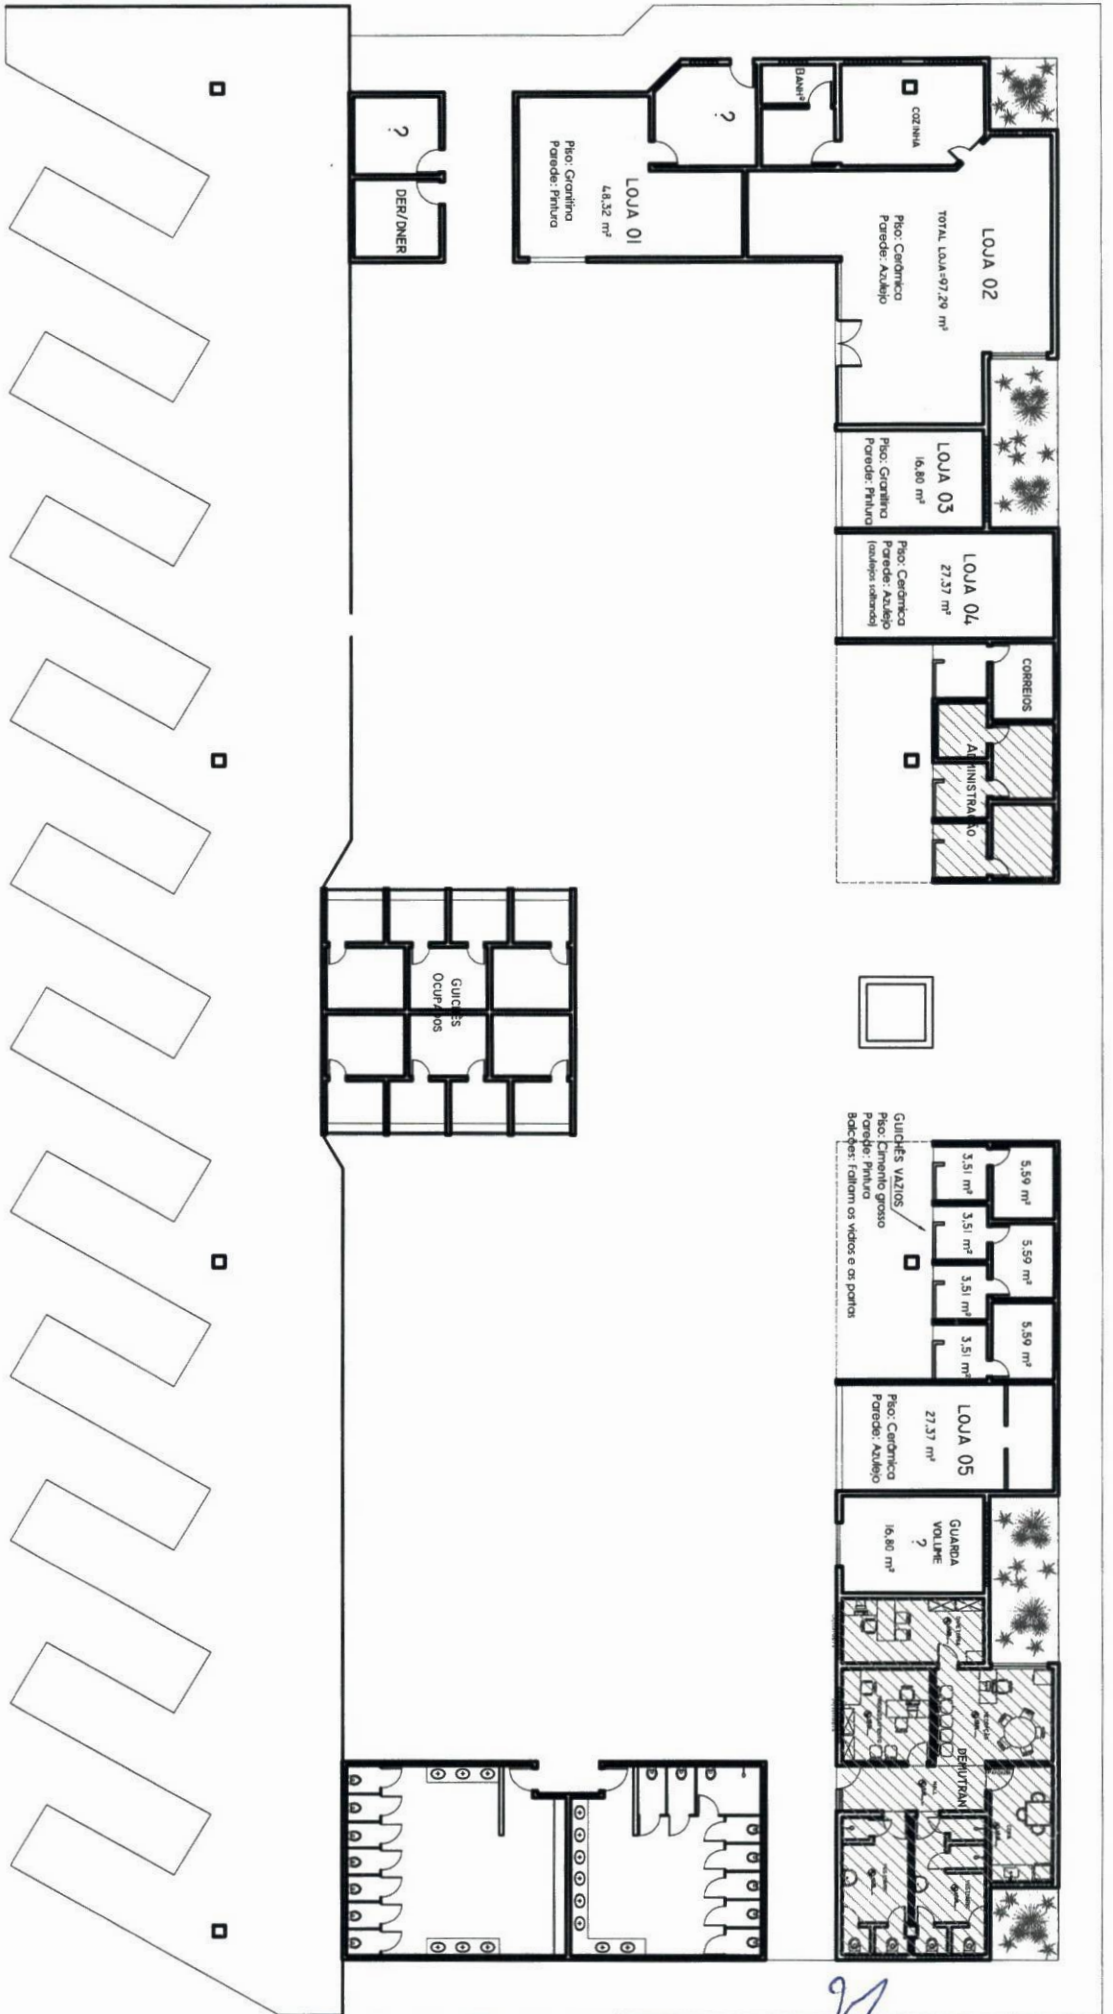 BANHº
COZINHA
?
?
DER/DNER
LOJA 01
48,32 m²
Piso: Granitina
Parede: Pintura
LOJA 02
TOTAL LOJA=97,29 m²
Piso: Cerâmica
Parede: Azulejo
LOJA 03
16,80 m²
Piso: Granitina
Parede: Pintura
LOJA 04
27,37 m²
Piso: Cerâmica
Parede: Azulejo
(azulejos soltando)
CORREIOS
ADMINISTRAÇÃO
GUICHÊS
OCUPADOS
GUICHÊS VAZIOS
Piso: Cimento grosso
Parede: Pintura
Balcões: Faltam os vidros e as portas
5,59 m²
5,59 m²
5,59 m²
3,51 m²
3,51 m²
3,51 m²
3,51 m²
LOJA 05
27,37 m²
Piso: Cerâmica
Parede: Azulejo
GUARDA
VOLUME
?
16,80 m²
DEMUTRAN
HALL